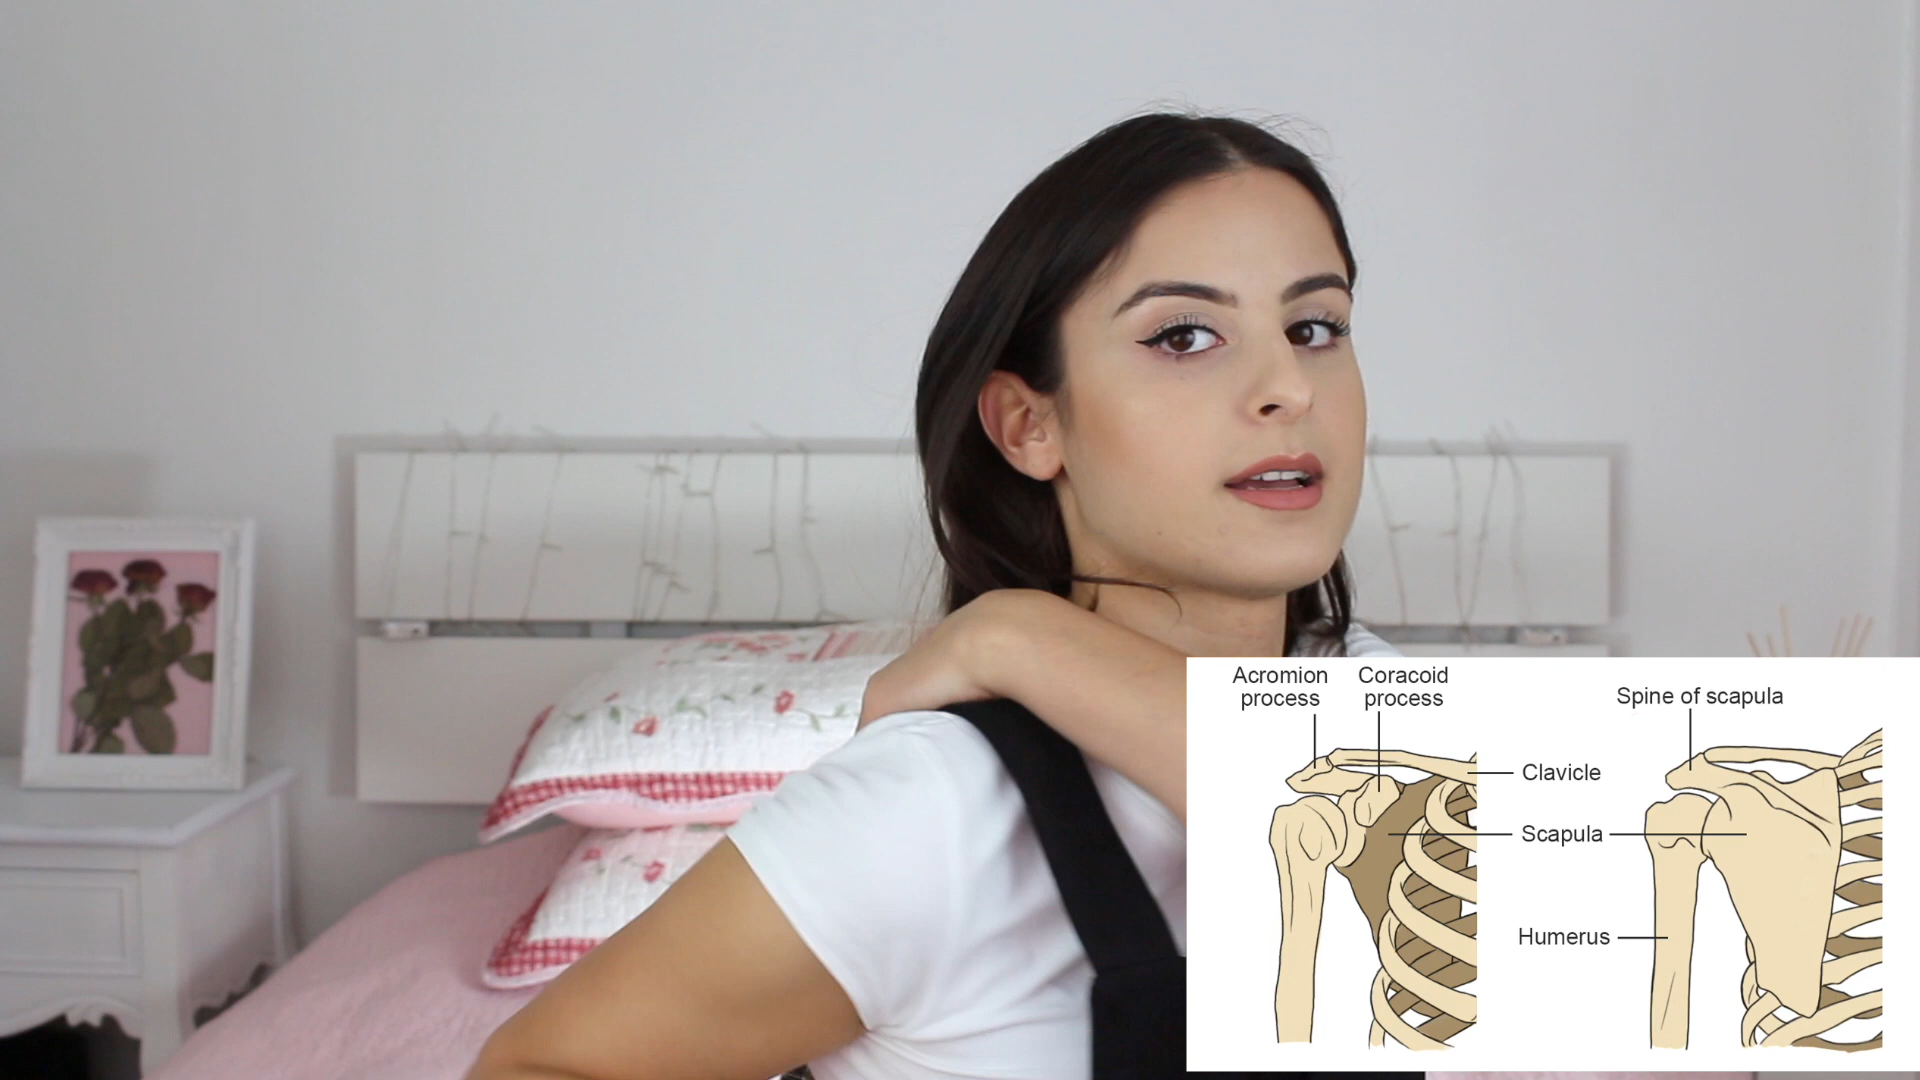 Acromion
process
Coracoid
process
Spine of scapula
Clavicle
Scapula
Humerus